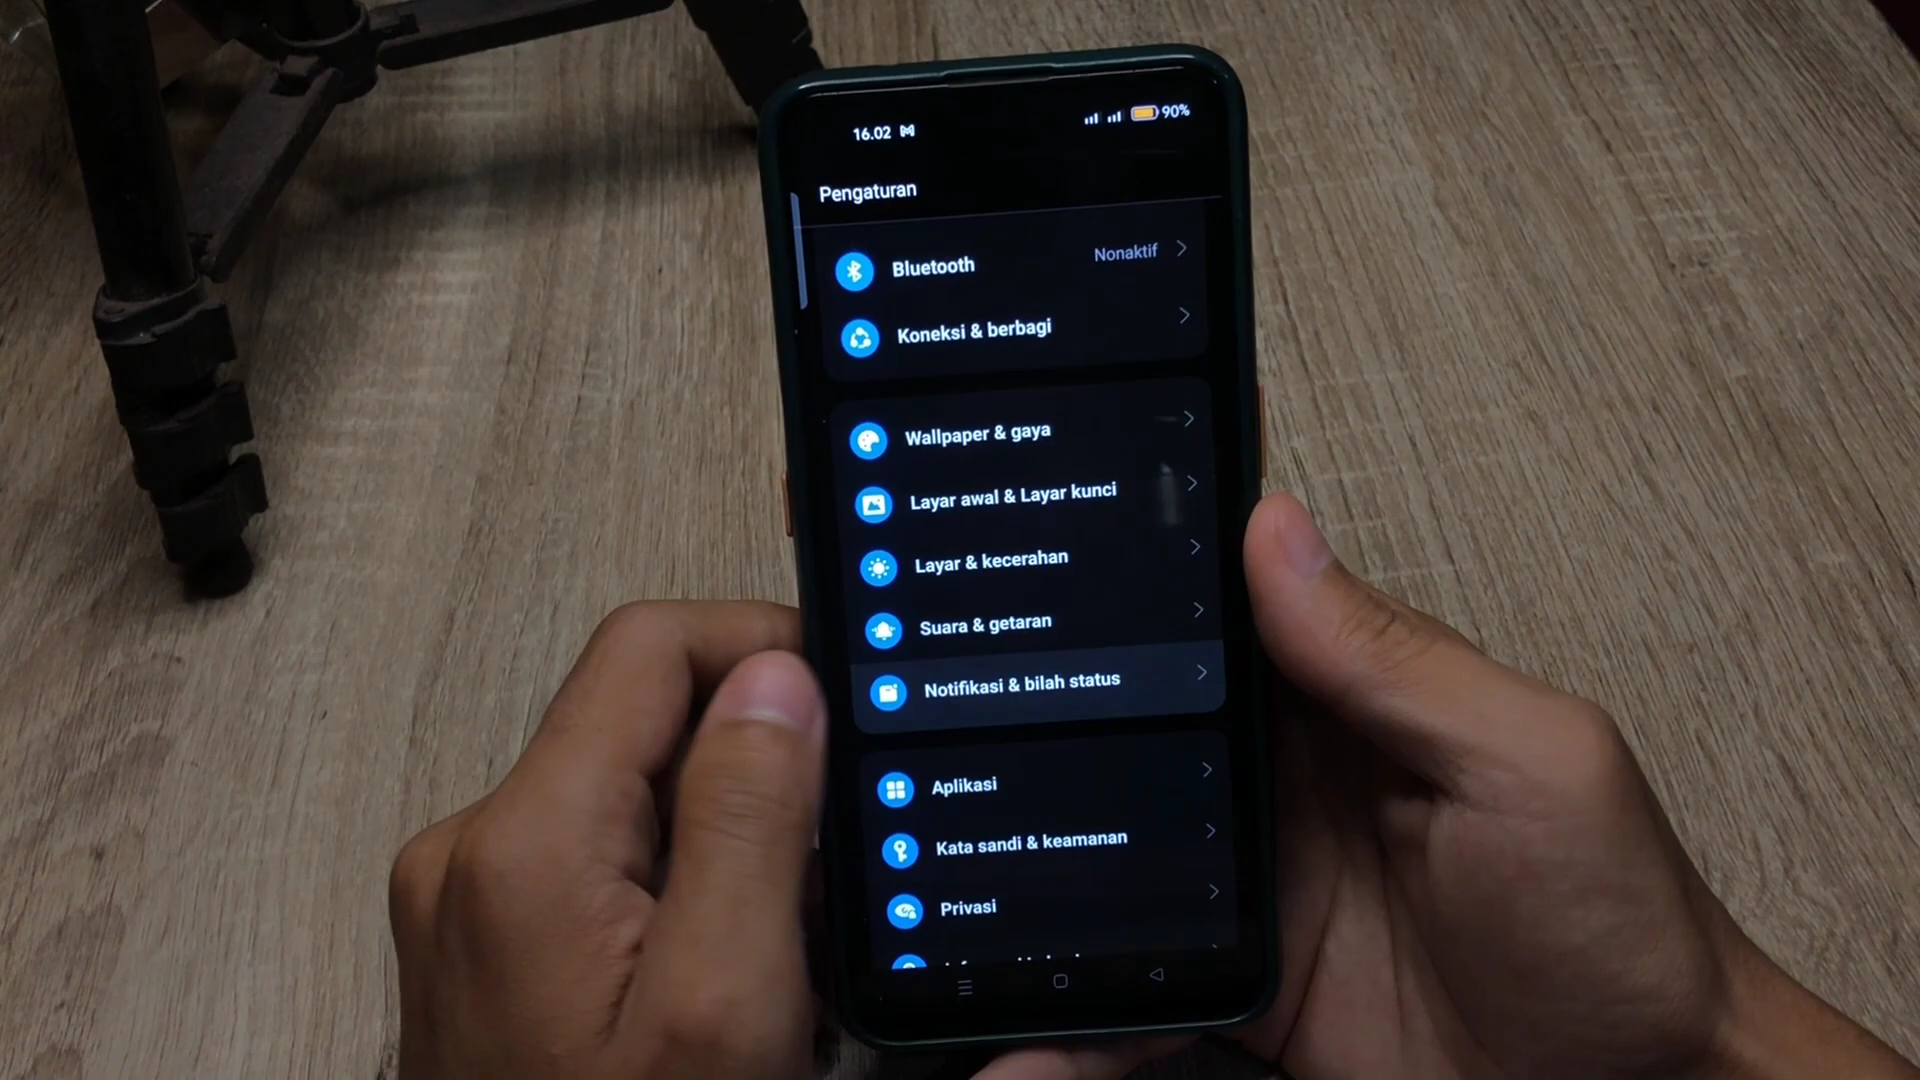 16.02 90%
Pengaturan
Bluetooth Nonaktif
Koneksi & berbagi
Wallpaper & gaya
Layar awal & Layar kunci
Layar & kecerahan
Suara & getaran
Notifikasi & bilah status
Aplikasi
Kata sandi & keamanan
Privasi